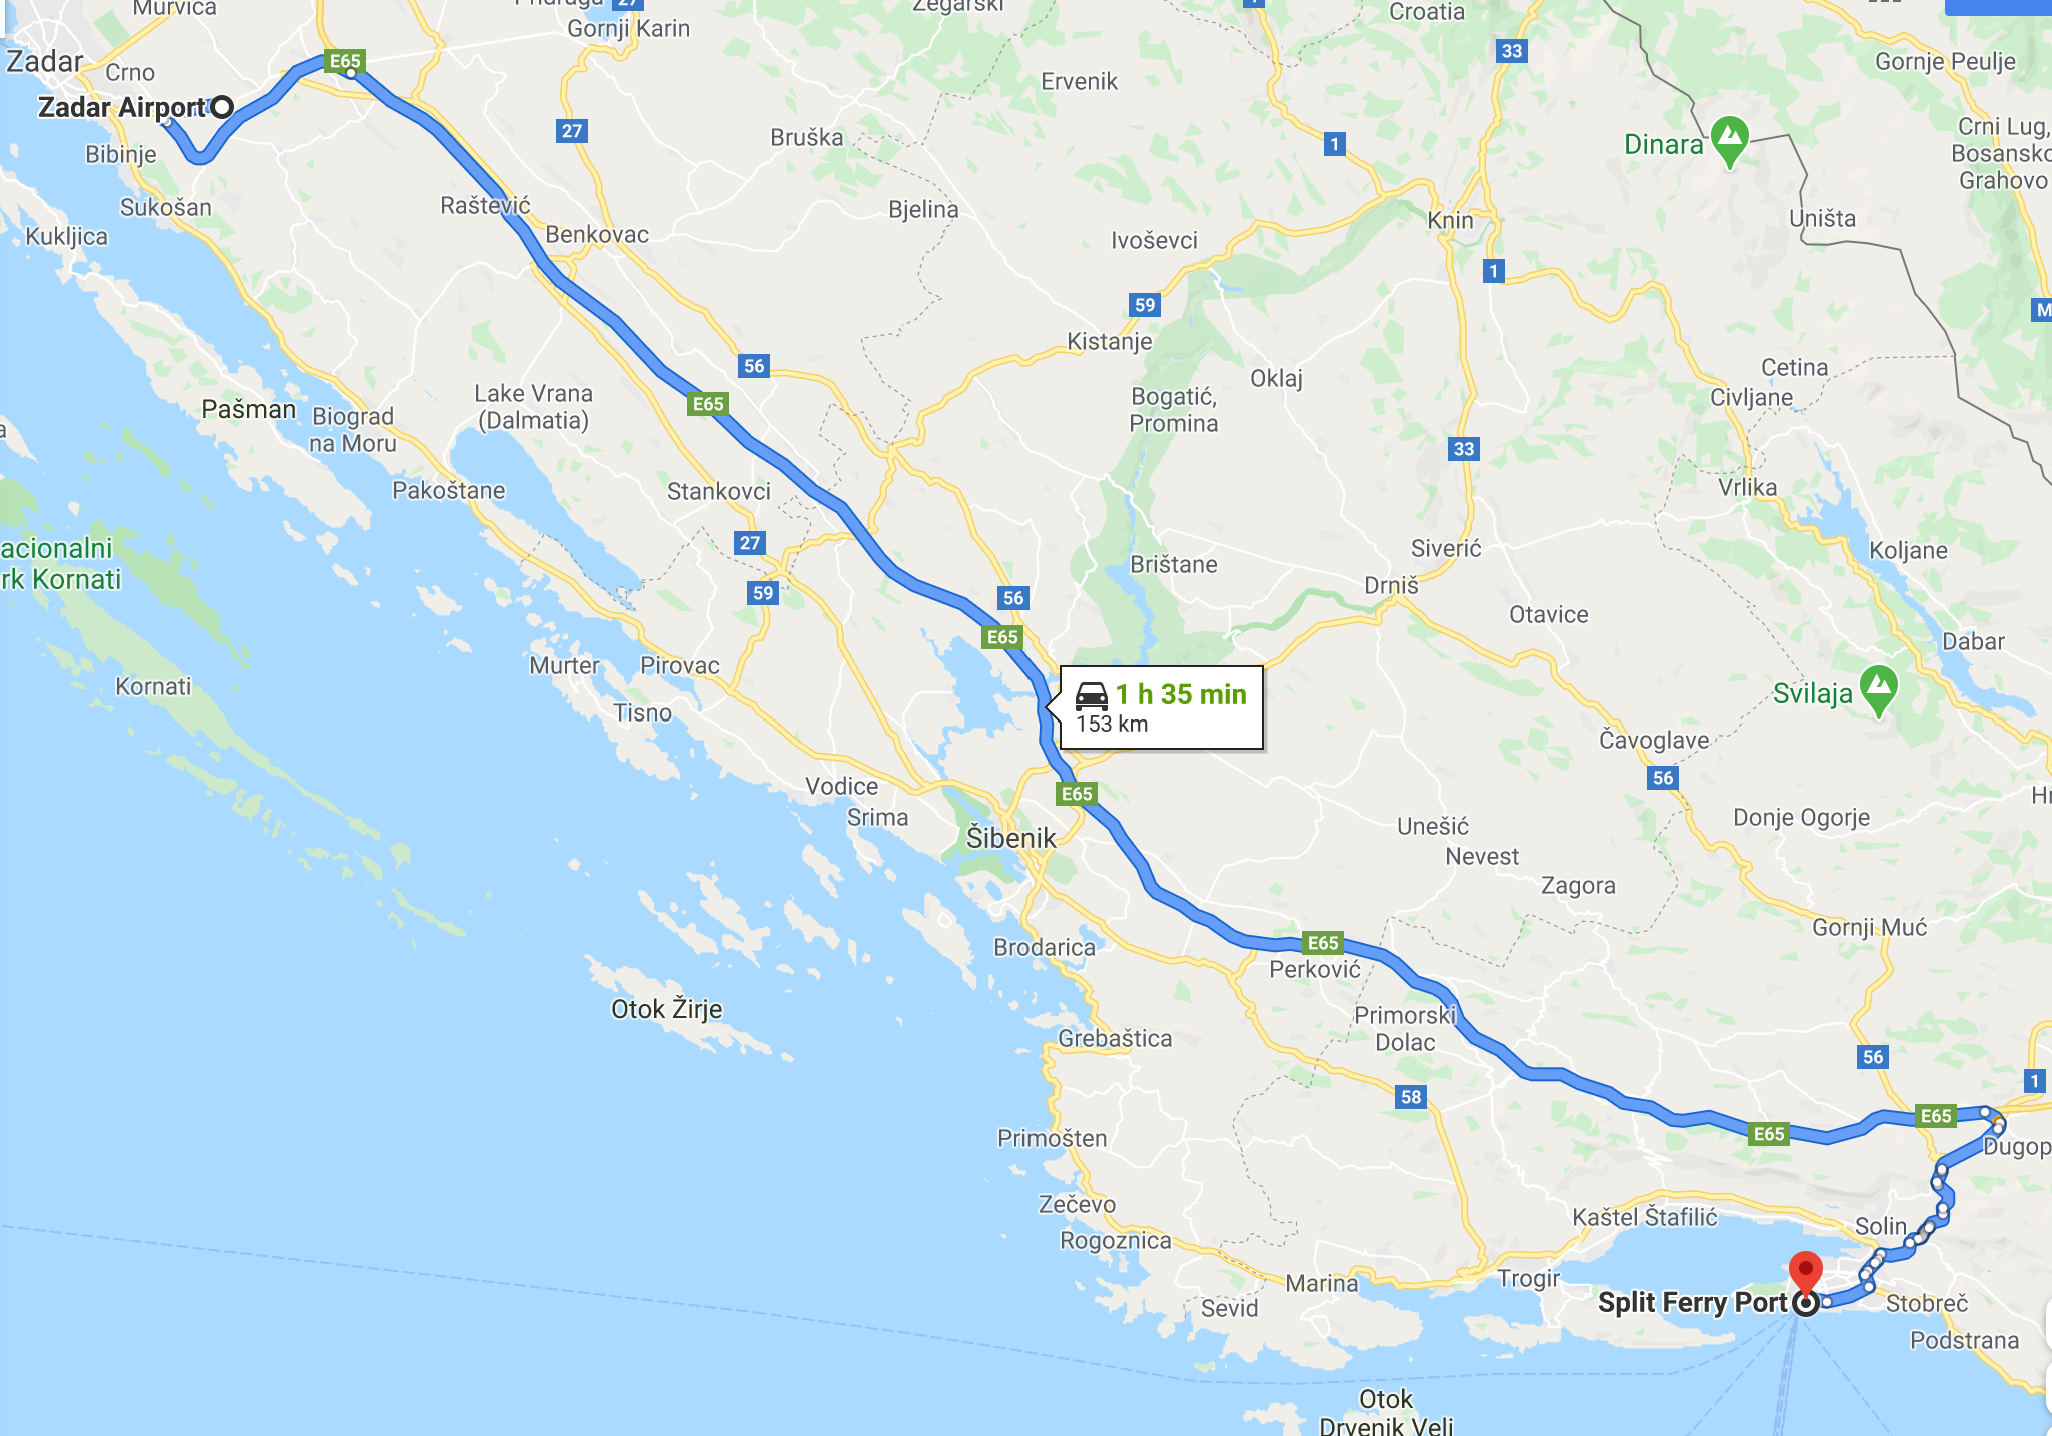 Murvica
27
Gornji Karin
1
Žegarski
Croatia
33
Gornje Peulje
Zadar
Crno
E65
Ervenik
Zadar Airport
27
Bruška
1
Dinara
Crni Lug,
Bosansko
Grahovo
Bibinje
Sukošan
Raštević
Bjelina
Knin
Uništa
Kukljica
Benkovac
Ivoševci
1
59
Kistanje
56
Oklaj
Cetina
Civljane
Lake Vrana
(Dalmatia)
E65
Bogatić,
Promina
Pašman
Biograd
na Moru
33
Pakoštane
Stankovci
Vrlika
acionalni
rk Kornati
27
59
Brištane
Siverić
Drniš
Koljane
56
E65
Otavice
Dabar
Murter
Pirovac
Kornati
Tisno
1 h 35 min
153 km
Svilaja
Čavoglave
56
Vodice
Srima
E65
Šibenik
Unešić
Nevest
Donje Ogorje
Zagora
Gornji Muć
Brodarica
E65
Perković
Otok Žirje
Grebaštica
Primorski
Dolac
56
58
1
Primošten
E65
E65
Dugop
Zečevo
Rogoznica
Kaštel Štafilić
Solin
Marina
Trogir
Sevid
Split Ferry Port
Stobreč
Podstrana
Otok
Drvenik Veli